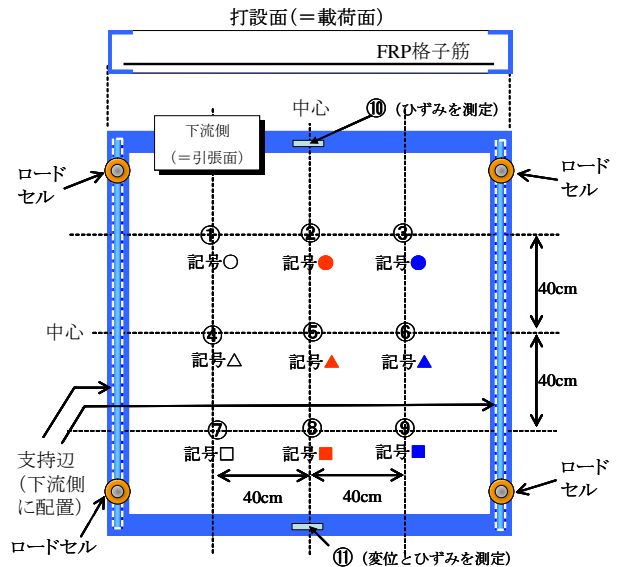 打設面(=載荷面)
FRP格子筋
中心
⑩ (ひずみを測定)
下流側
(=引張面)
ロード
セル
ロード
セル
① ② ③
記号○ 記号● 記号●
40cm
中心
④ ⑤ ⑥
記号△ 記号▲ 記号▲
40cm
⑦ ⑧ ⑨
記号□ 記号■ 記号■
支持辺
(下流側
に配置)
40cm 40cm
ロード
セル
ロードセル
⑪ (変位とひずみを測定)